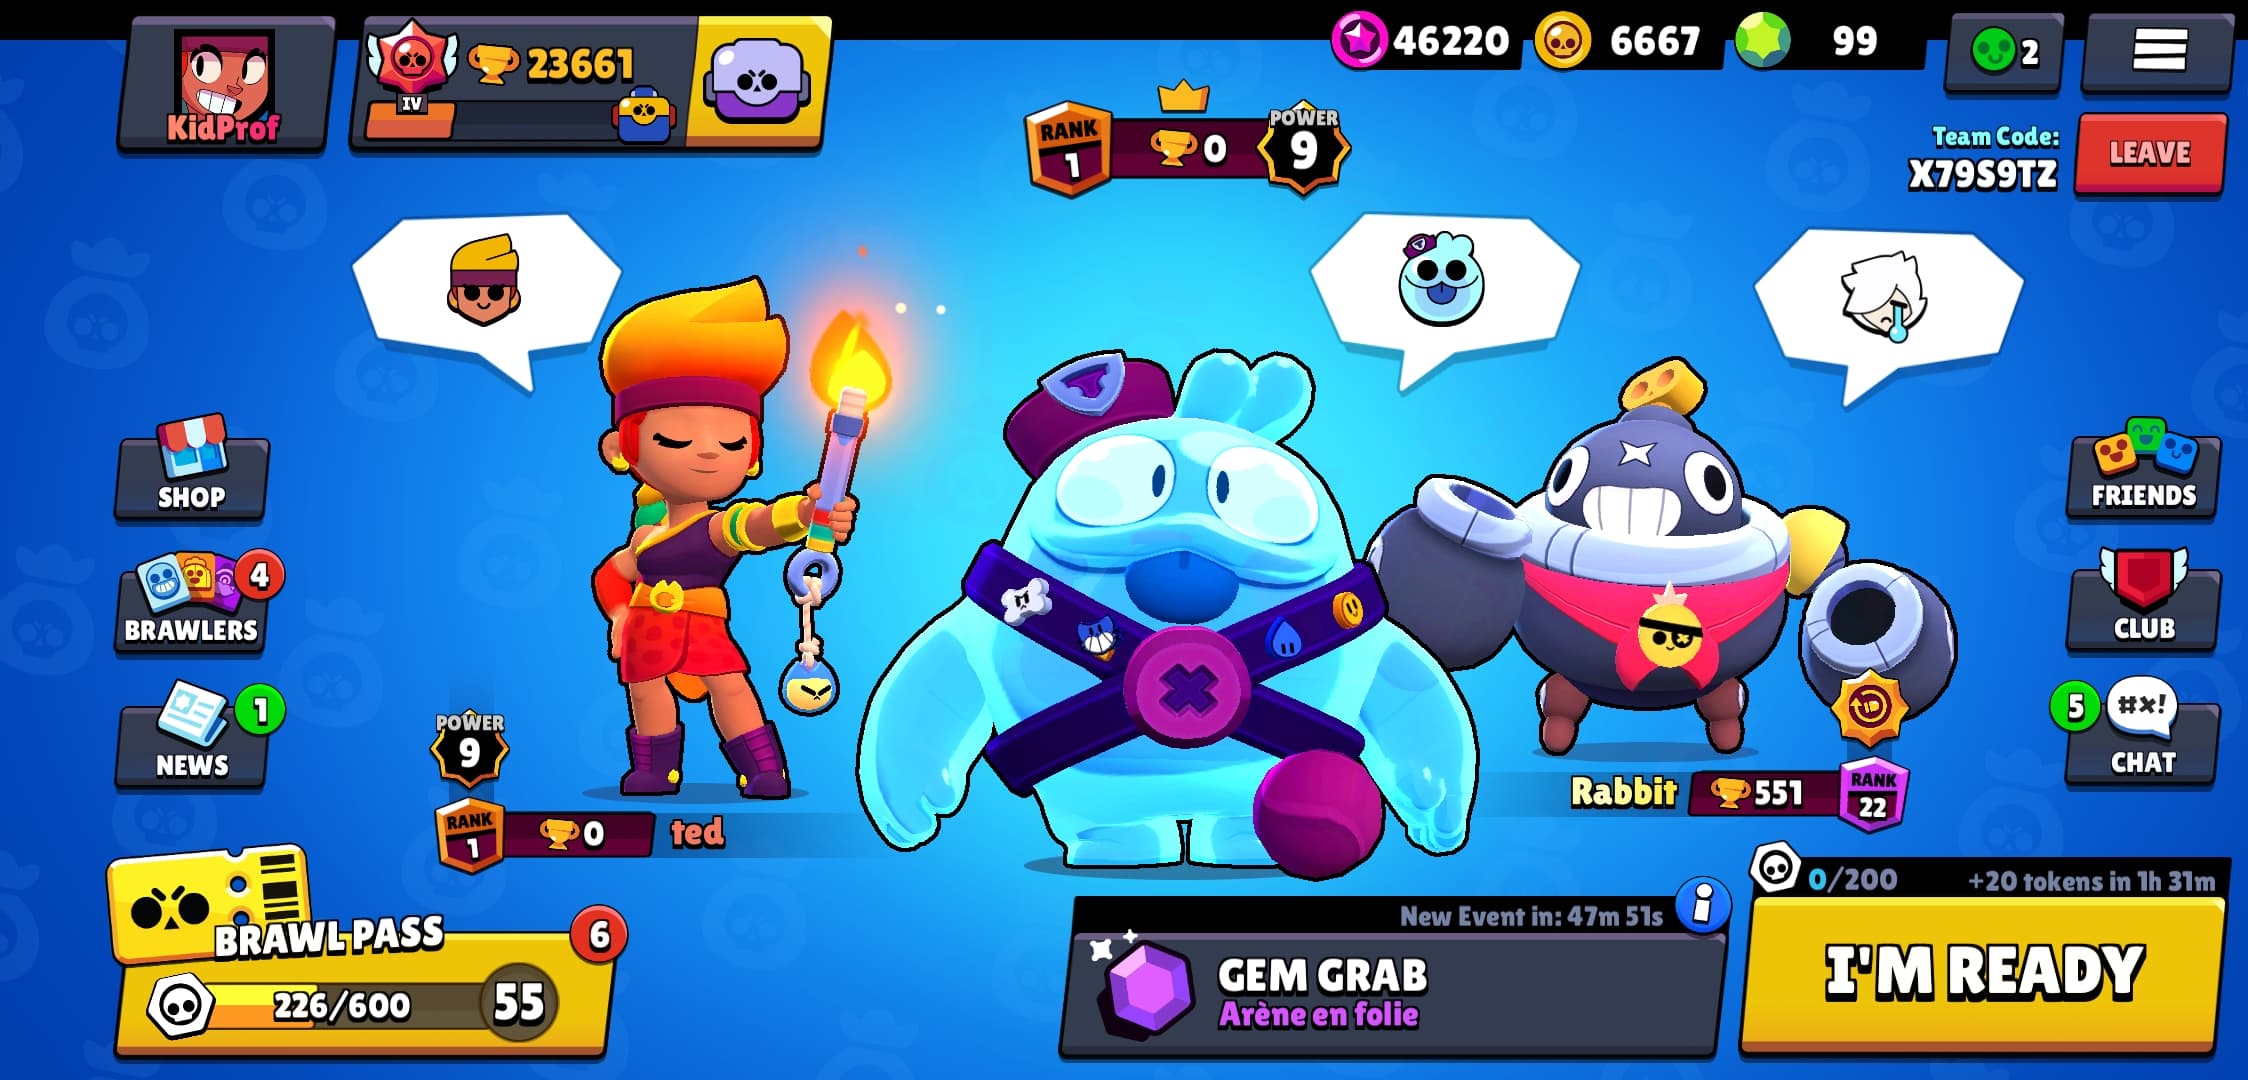 KidProf
IV
23661
46220
6667
99
2
RANK
1
0
POWER
9
Team Code:
X79S9TZ
LEAVE
SHOP
BRAWLERS
4
NEWS
1
FRIENDS
CLUB
5
#x!
CHAT
POWER
9
RANK
1
0
ted
Rabbit
551
RANK
22
BRAWL PASS
6
226/600
55
New Event in: 47m 51s
i
GEM GRAB
Arène en folie
0/200
+20 tokens in 1h 31m
I'M READY